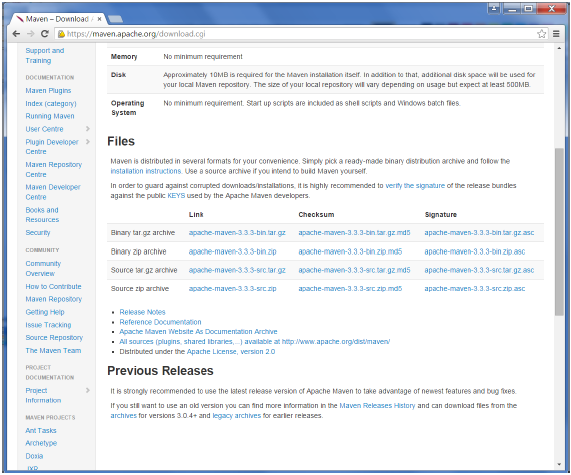 Maven – Download
https://maven.apache.org/download.cgi
Support and
Training
DOCUMENTATION
Maven Plugins
Index (category)
Running Maven
User Centre
Plugin Developer
Centre
Maven Repository
Centre
Maven Developer
Centre
Books and
Resources
Security
COMMUNITY
Community
Overview
How to Contribute
Maven Repository
Getting Help
Issue Tracking
Source Repository
The Maven Team
PROJECT
DOCUMENTATION
Project
Information
MAVEN PROJECTS
Ant Tasks
Archetype
Doxia
JXR
Memory No minimum requirement
Disk Approximately 10MB is required for the Maven installation itself. In addition to that, additional disk space will be used for
your local Maven repository. The size of your local repository will vary depending on usage but expect at least 500MB.
Operating No minimum requirement. Start up scripts are included as shell scripts and Windows batch files.
System
Files
Maven is distributed in several formats for your convenience. Simply pick a ready-made binary distribution archive and follow the
installation instructions. Use a source archive if you intend to build Maven yourself.
In order to guard against corrupted downloads/installations, it is highly recommended to verify the signature of the release bundles
against the public KEYS used by the Apache Maven developers.
Link Checksum Signature
Binary tar.gz archive apache-maven-3.3.3-bin.tar.gz apache-maven-3.3.3-bin.tar.gz.md5 apache-maven-3.3.3-bin.tar.gz.asc
Binary zip archive apache-maven-3.3.3-bin.zip apache-maven-3.3.3-bin.zip.md5 apache-maven-3.3.3-bin.zip.asc
Source tar.gz archive apache-maven-3.3.3-src.tar.gz apache-maven-3.3.3-src.tar.gz.md5 apache-maven-3.3.3-src.tar.gz.asc
Source zip archive apache-maven-3.3.3-src.zip apache-maven-3.3.3-src.zip.md5 apache-maven-3.3.3-src.zip.asc
• Release Notes
• Reference Documentation
• Apache Maven Website As Documentation Archive
• All sources (plugins, shared libraries,...) available at http://www.apache.org/dist/maven/
• Distributed under the Apache License, version 2.0
Previous Releases
It is strongly recommended to use the latest release version of Apache Maven to take advantage of newest features and bug fixes.
If you still want to use an old version you can find more information in the Maven Releases History and can download files from the
archives for versions 3.0.4+ and legacy archives for earlier releases.